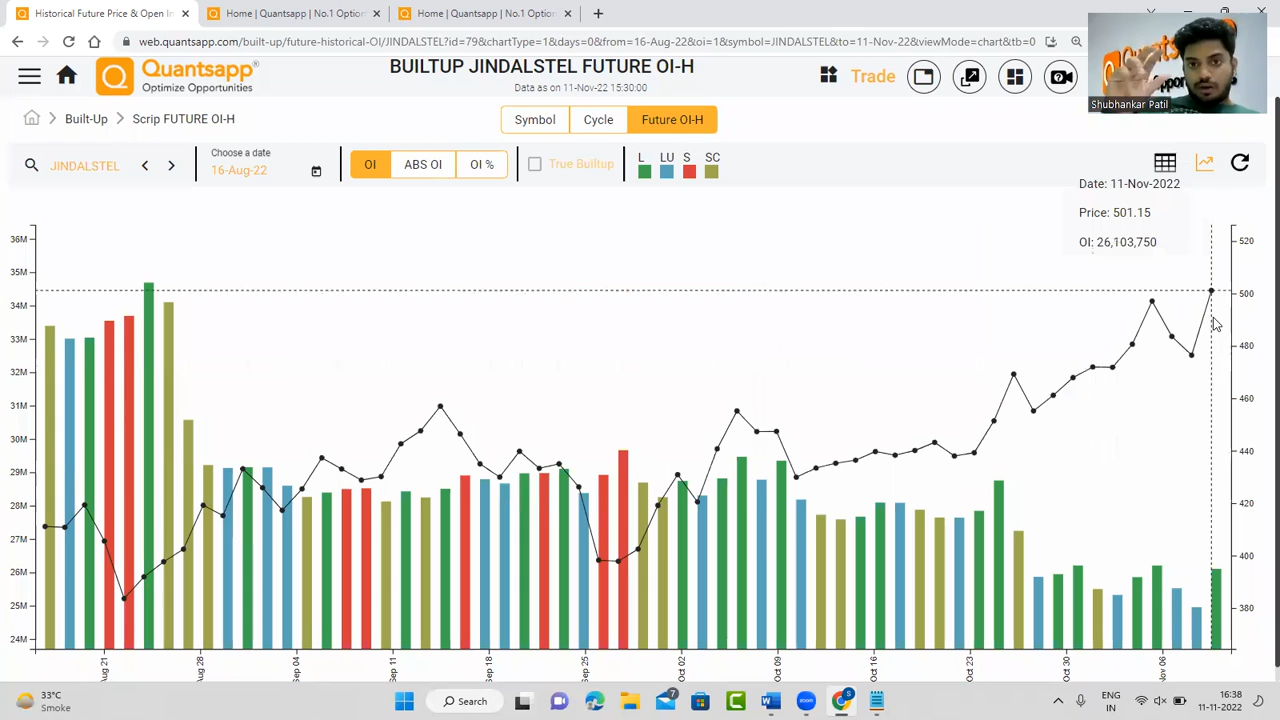 Historical Future Price & Open In
Home | Quantsapp | No.1 Option
Home | Quantsapp | No.1 Option
web.quantsapp.com/built-up/future-historical-OI/JINDALSTEL?id=79&chartType=1&days=0&from=16-Aug-22&oi=1&symbol=JINDALSTEL&to=11-Nov-22&viewMode=chart&tb=0
Quantsapp
Optimize Opportunities
BUILTUP JINDALSTEL FUTURE OI-H
Data as on 11-Nov-22 15:30:00
Trade
Shubhankar Patil
Built-Up
Scrip FUTURE OI-H
Symbol
Cycle
Future OI-H
JINDALSTEL
Choose a date
16-Aug-22
OI
ABS OI
OI %
True Builtup
L LU S SC
Date: 11-Nov-2022
Price: 501.15
OI: 26,103,750
36M
35M
34M
33M
32M
31M
30M
29M
28M
27M
26M
25M
24M
520
500
480
460
440
420
400
380
Aug 21
Aug 28
Sep 04
Sep 11
Sep 18
Sep 25
Oct 02
Oct 09
Oct 16
Oct 23
Oct 30
Nov 06
33°C
Smoke
Search
7
S
ENG
IN
16:38
11-11-2022